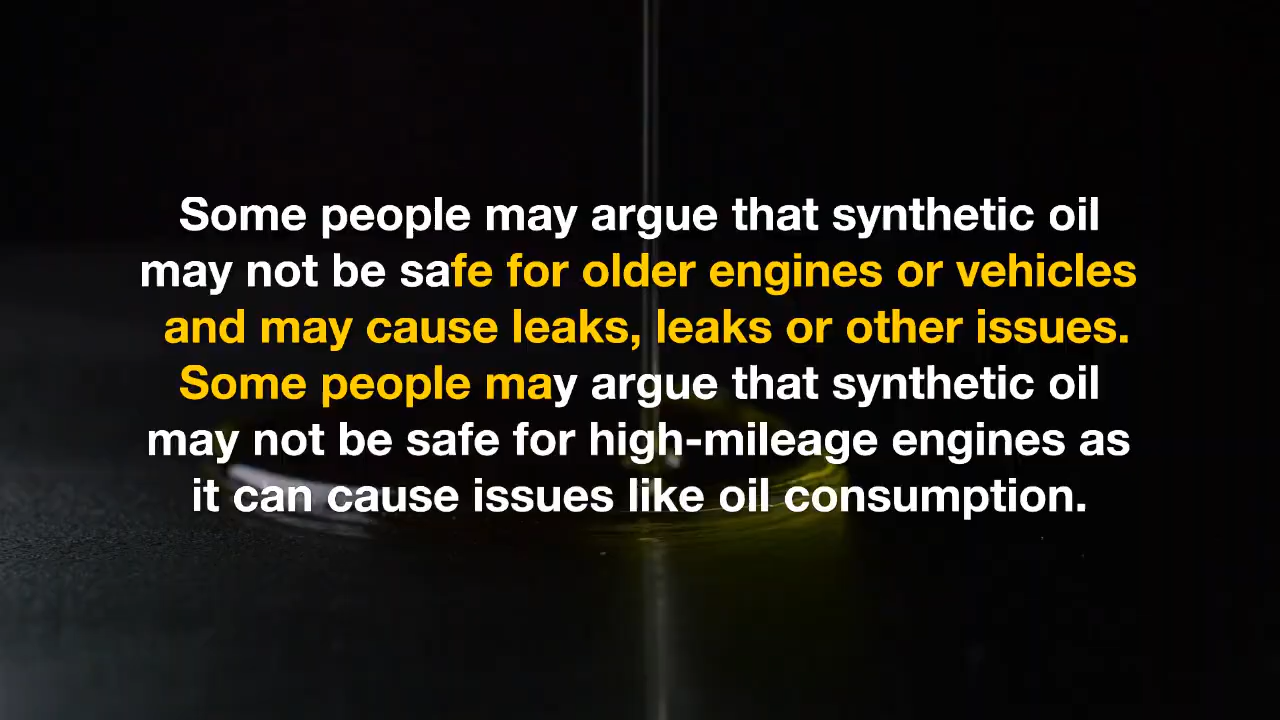 Some people may argue that synthetic oil
may not be safe for older engines or vehicles
and may cause leaks, leaks or other issues.
Some people may argue that synthetic oil
may not be safe for high-mileage engines as
it can cause issues like oil consumption.